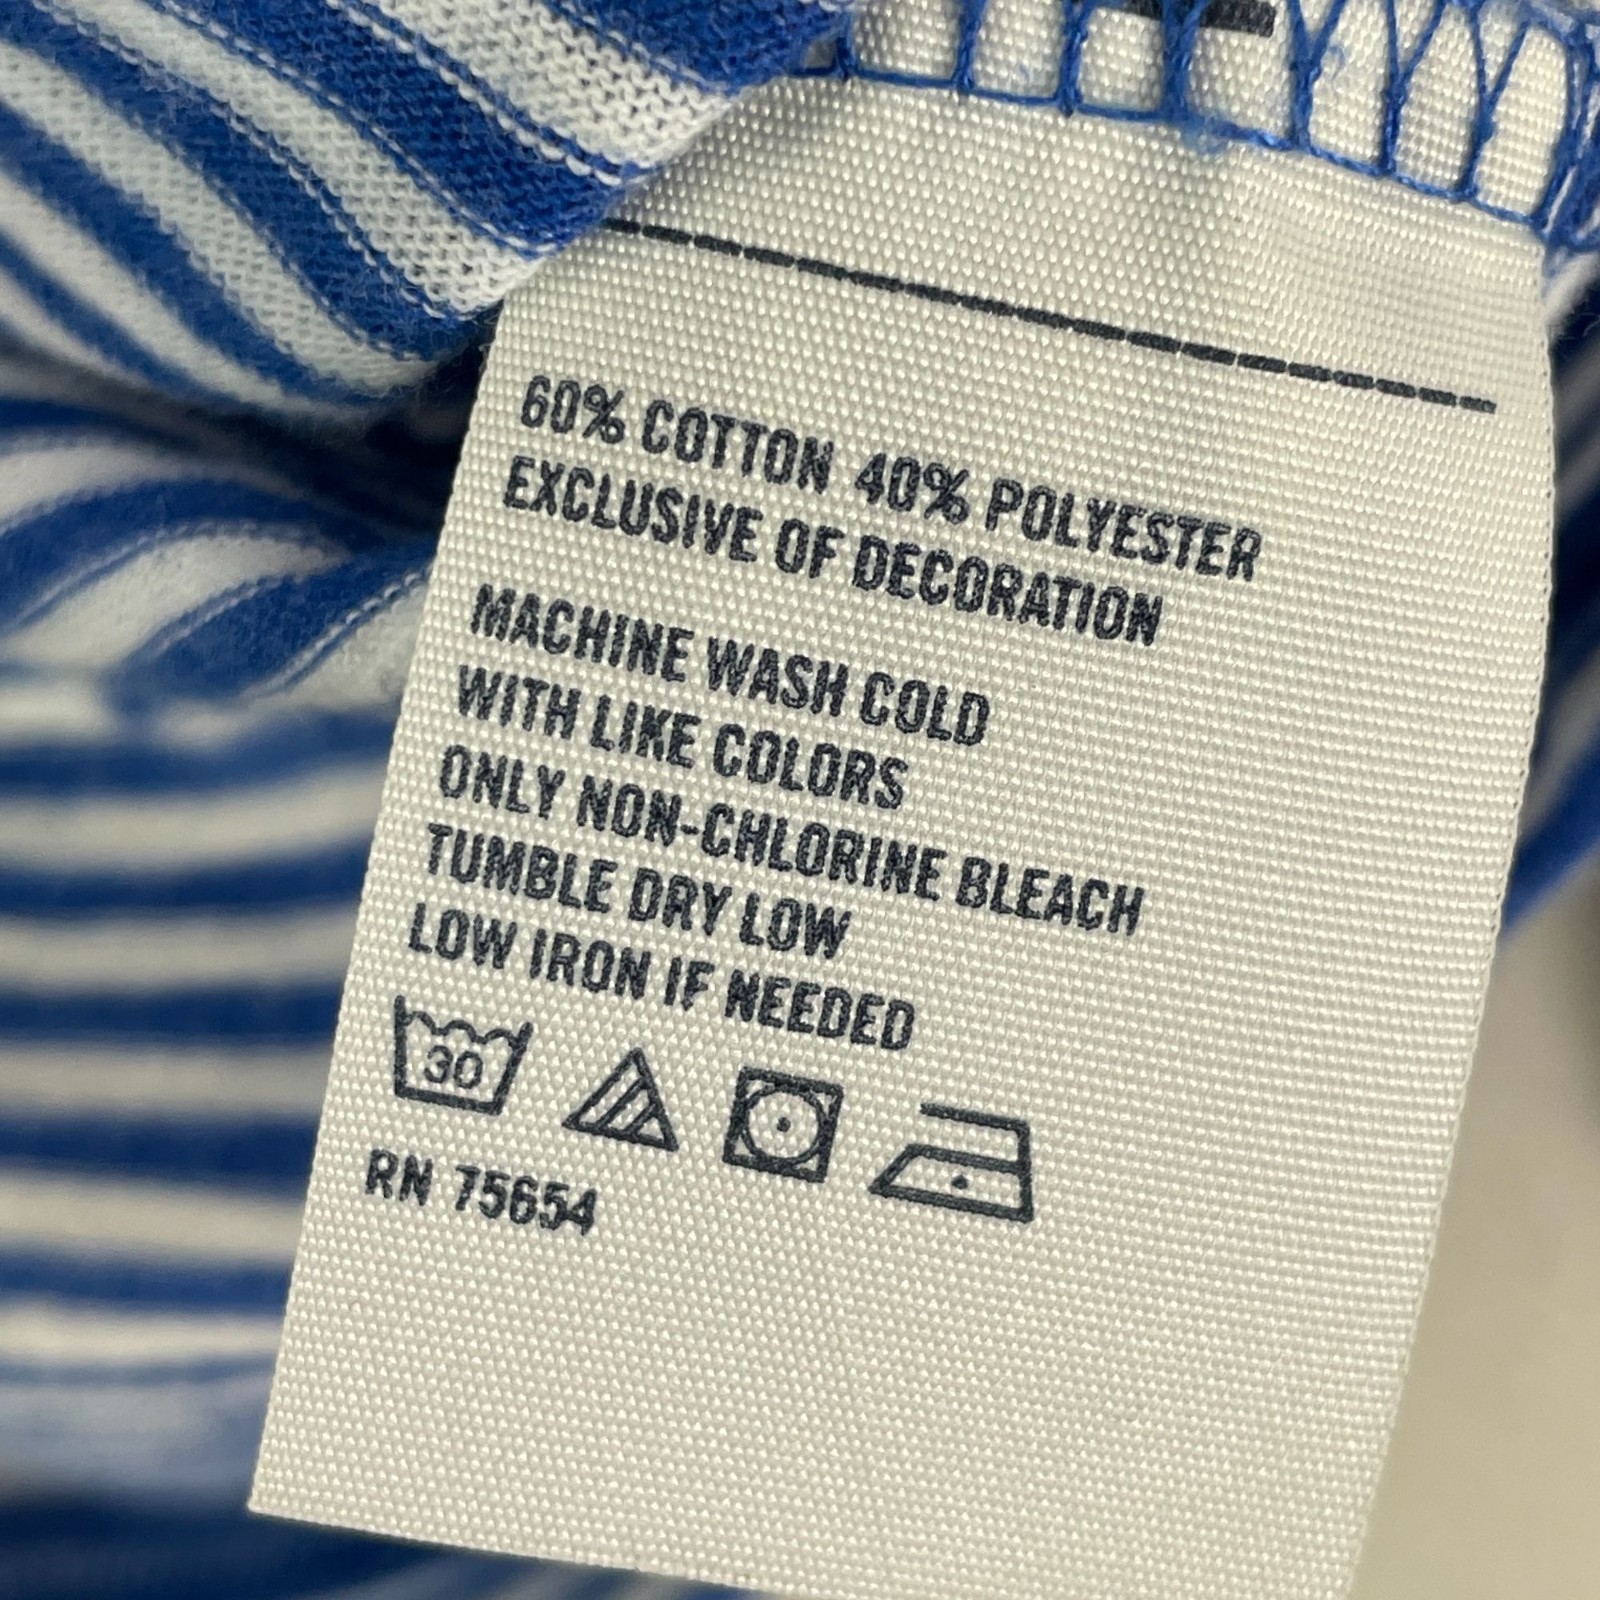 60% COTTON 40% POLYESTER
EXCLUSIVE OF DECORATION
MACHINE WASH COLD
WITH LIKE COLORS
ONLY NON-CHLORINE BLEACH
TUMBLE DRY LOW
LOW IRON IF NEEDED
30
RN 75654